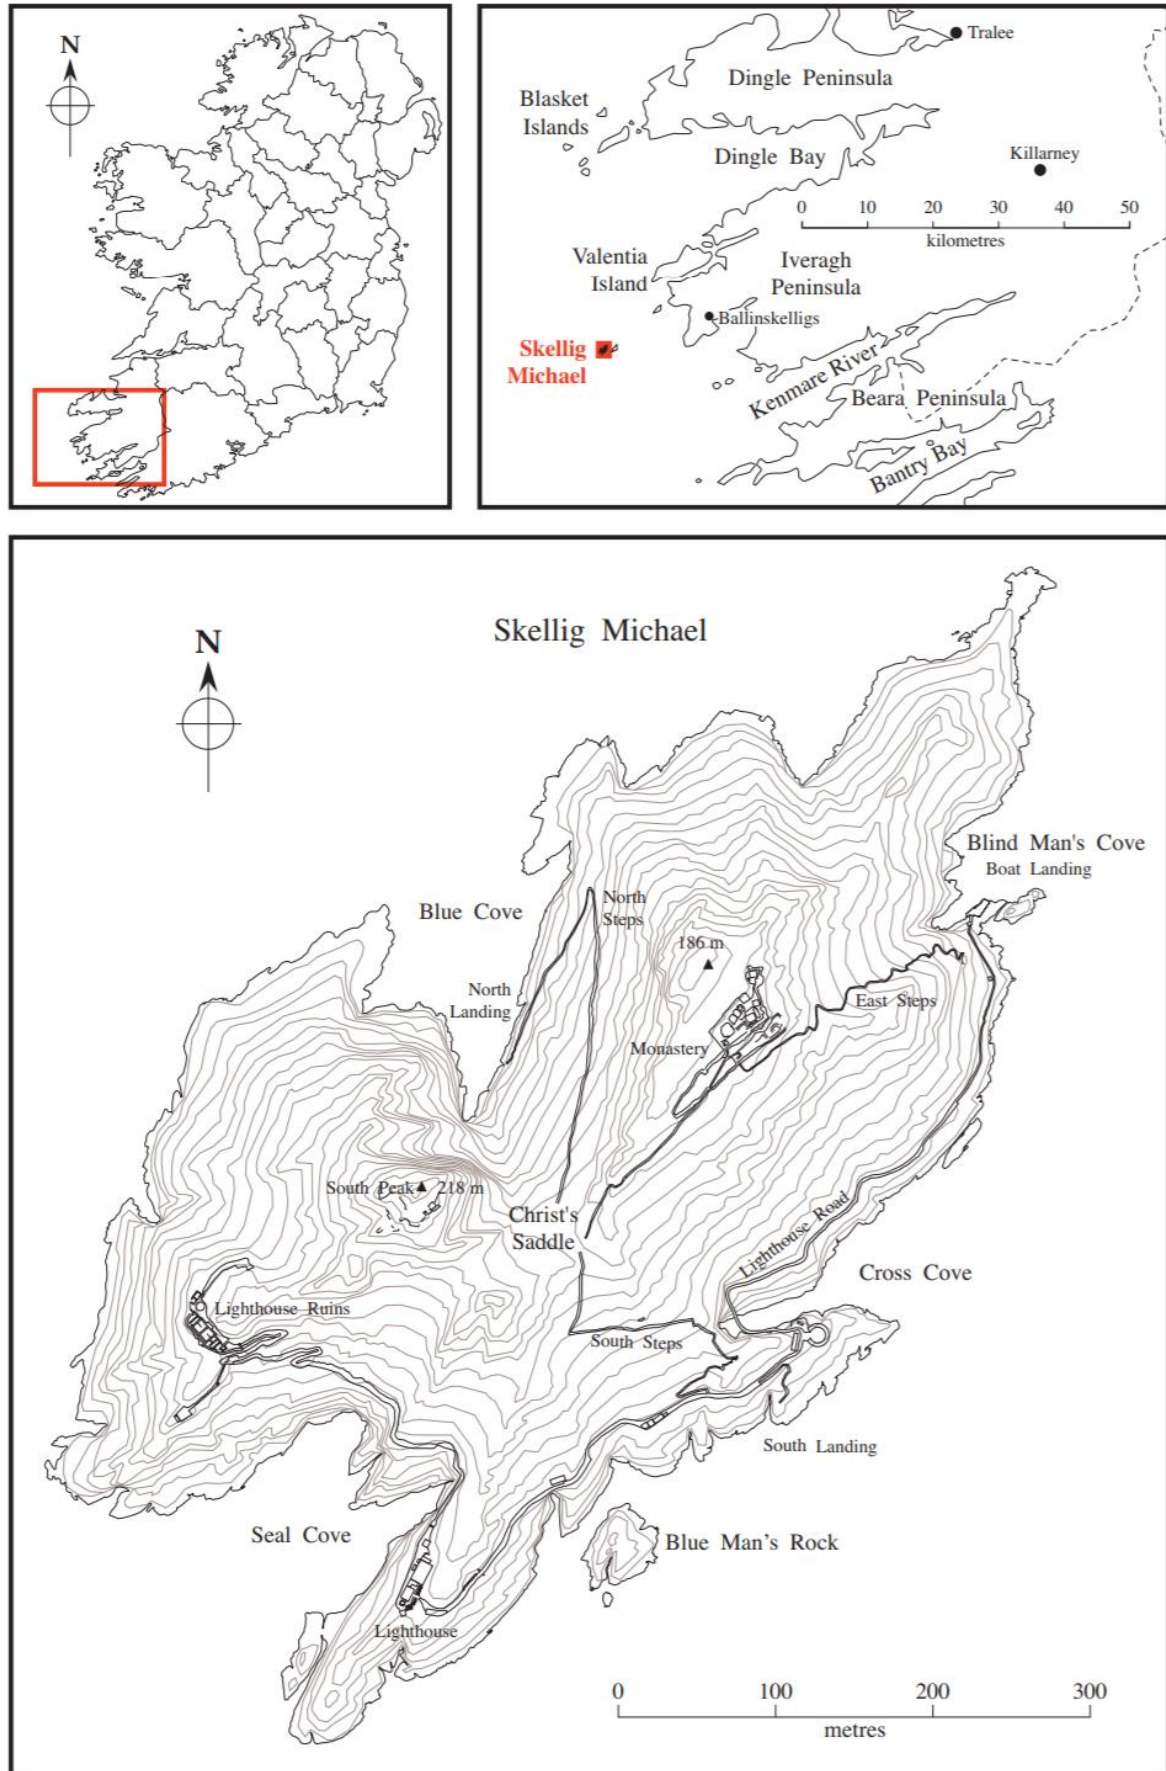 N
Tralee
Dingle Peninsula
Blasket
Islands
Dingle Bay
Killarney
0 10 20 30 40 50
kilometres
Valentia
Island
Iveragh
Peninsula
Ballinskelligs
Skellig
Michael
Kenmare River
Beara Peninsula
Bantry Bay
Skellig Michael
N
Blind Man's Cove
Boat Landing
Blue Cove
North
Steps
186 m
North
Landing
East Steps
Monastery
South Peak 218 m
Christ's
Saddle
Lighthouse Road
Cross Cove
Lighthouse Ruins
South Steps
South Landing
Seal Cove
Blue Man's Rock
Lighthouse
0 100 200 300
metres